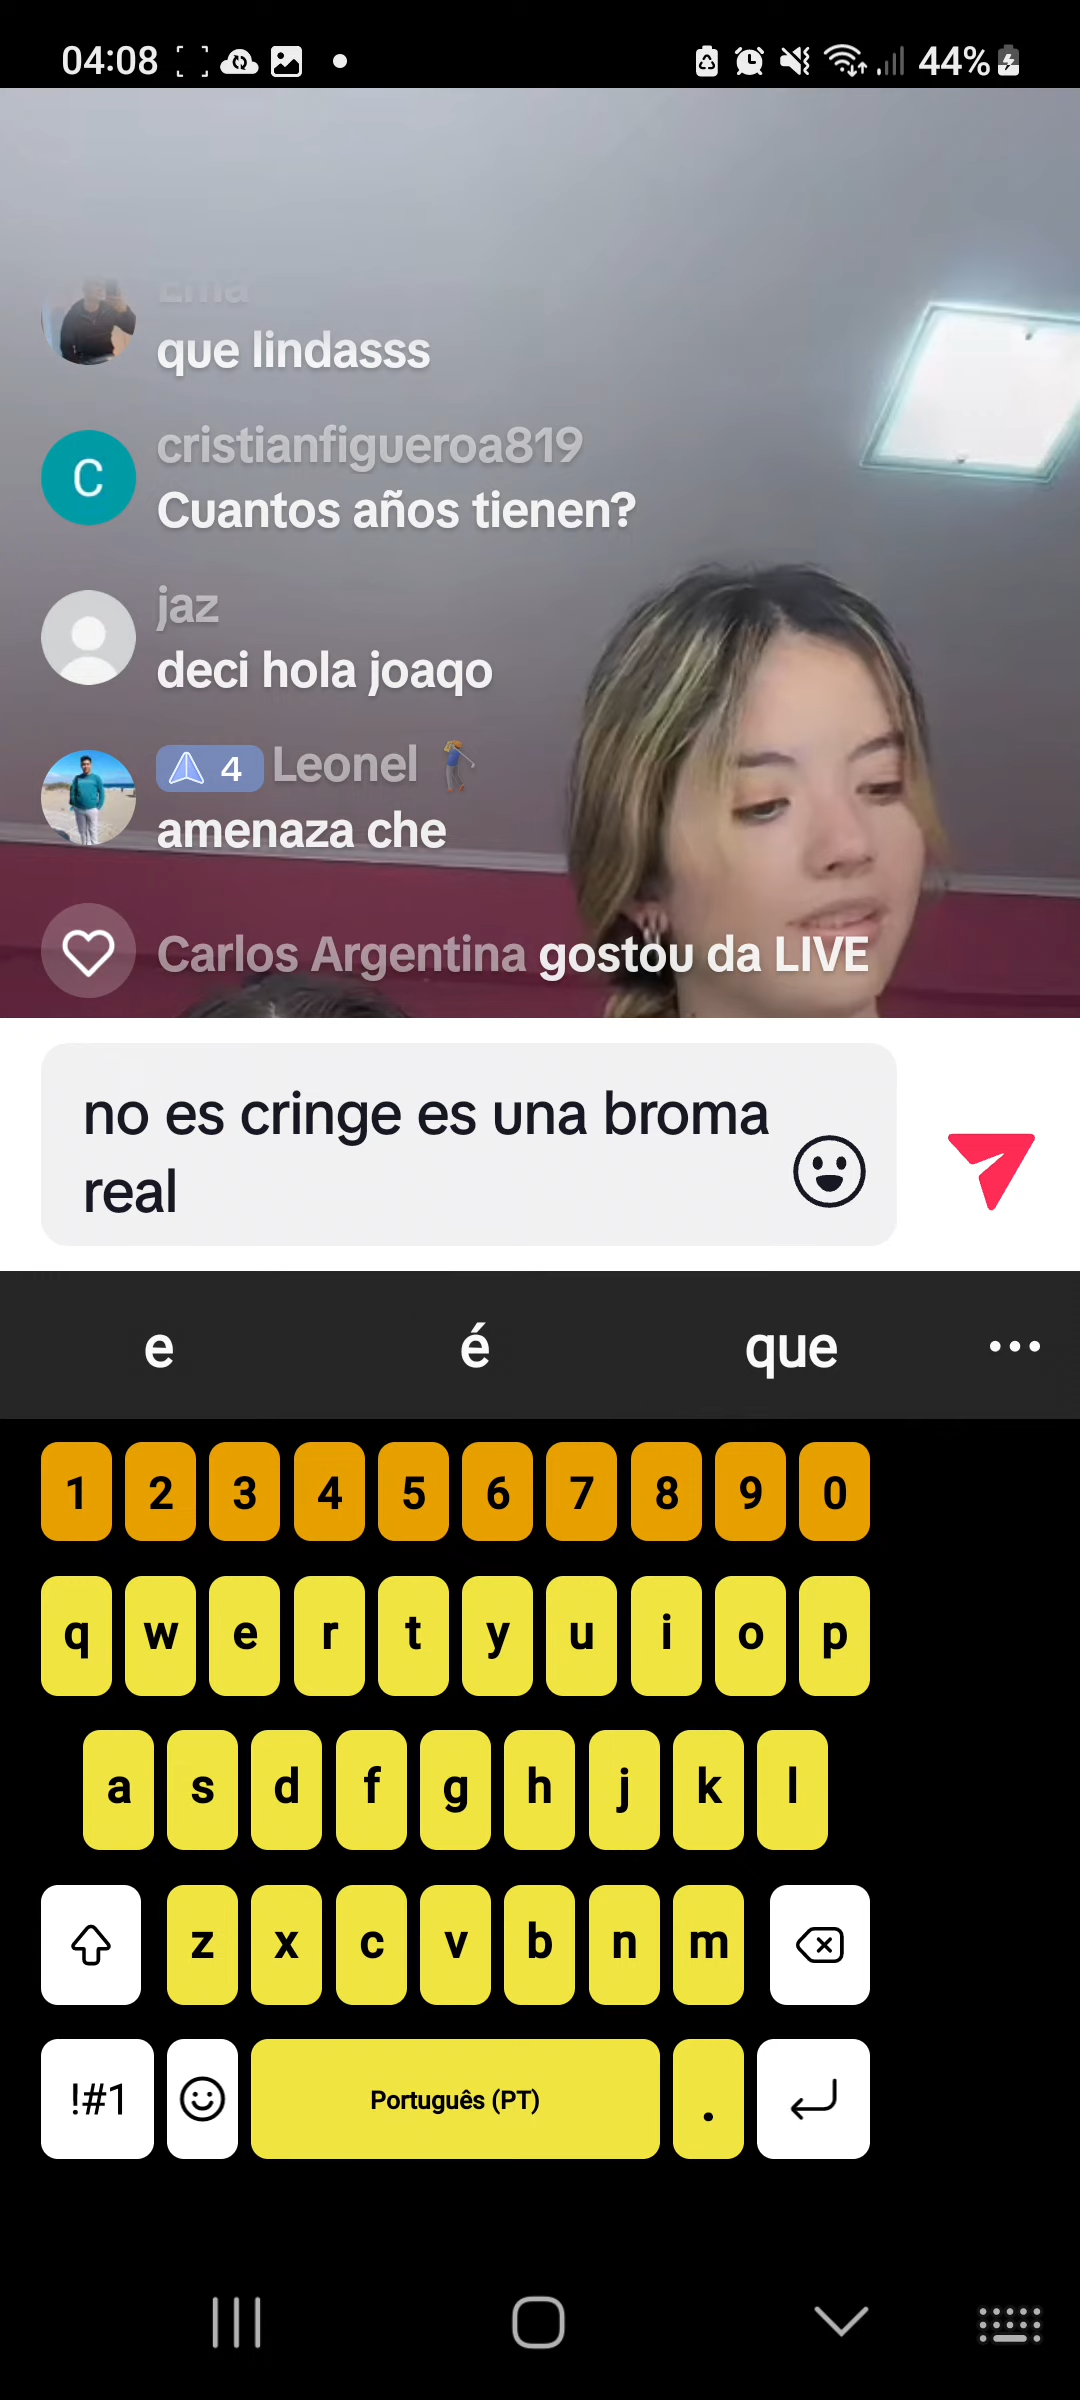 04:08
44%
Ema
que lindasss
cristianfigueroa819
C
Cuantos años tienen?
jaz
deci hola joaqo
4 Leonel
amenaza che
Carlos Argentina gostou da LIVE
no es cringe es una broma
real
e é que
1 2 3 4 5 6 7 8 9 0
q w e r t y u i o p
a s d f g h j k l
z x c v b n m
!#1 Português (PT) .